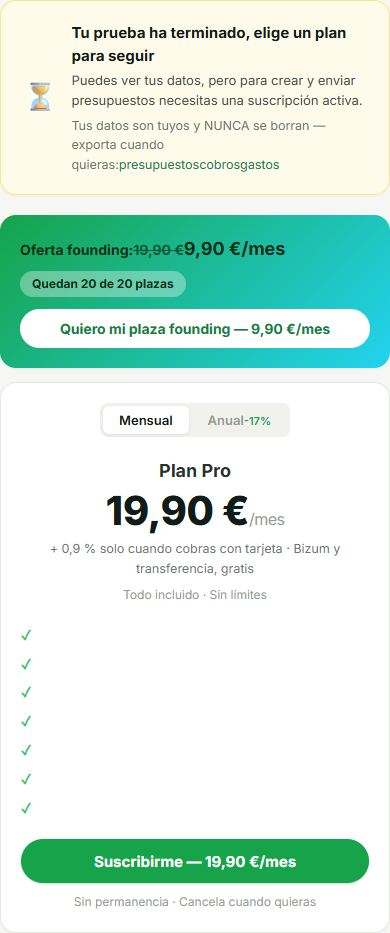 Tu prueba ha terminado, elige un plan
para seguir
Puedes ver tus datos, pero para crear y enviar
presupuestos necesitas una suscripción activa.
Tus datos son tuyos y NUNCA se borran —
exporta cuando
quieras:presupuestoscobrosgastos
Oferta founding:19,90 €9,90 €/mes
Quedan 20 de 20 plazas
Quiero mi plaza founding — 9,90 €/mes
Mensual
Anual-17%
Plan Pro
19,90 €/mes
+ 0,9 % solo cuando cobras con tarjeta · Bizum y
transferencia, gratis
Todo incluido · Sin límites
Suscribirme — 19,90 €/mes
Sin permanencia · Cancela cuando quieras